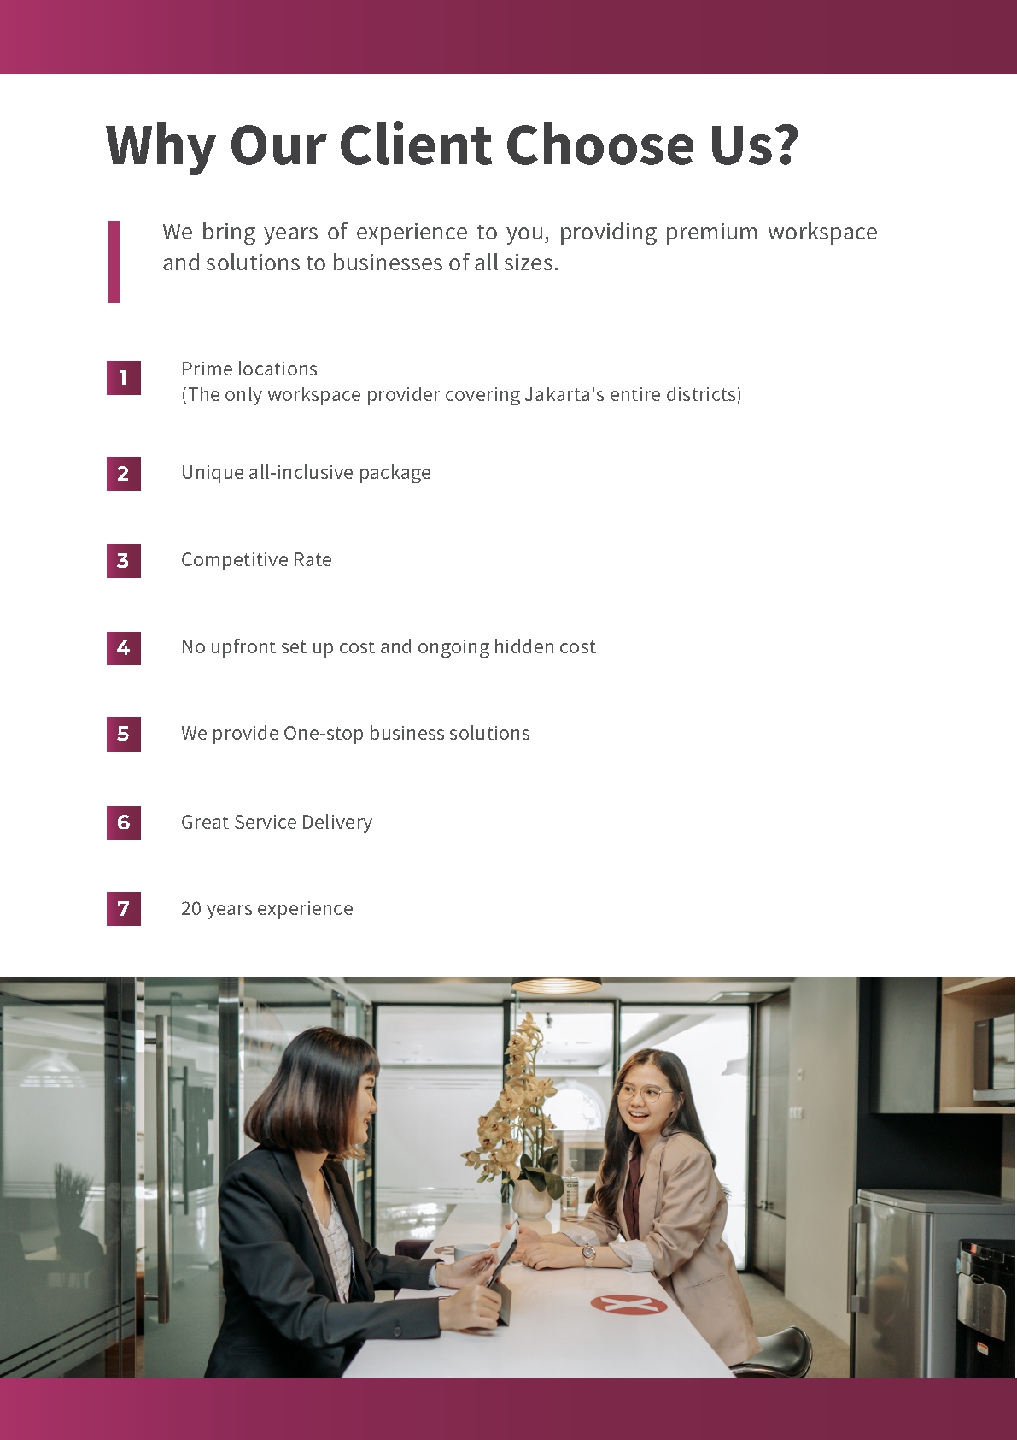 Why Our Client Choose Us?
We bring years of experience to you, providing premium workspace
and solutions to businesses of all sizes.
1
Prime locations
(The only workspace provider covering Jakarta's entire districts)
2
Unique all-inclusive package
3
Competitive Rate
4
No upfront set up cost and ongoing hidden cost
5
We provide One-stop business solutions
6
Great Service Delivery
7
20 years experience